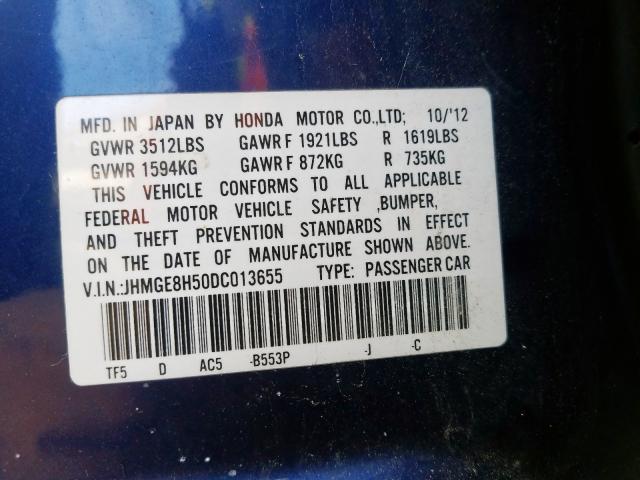 MFD. IN JAPAN BY HONDA MOTOR CO.,LTD; 10/'12
GVWR 3512LBS GAWR F 1921LBS R 1619LBS
GVWR 1594KG GAWR F 872KG R 735KG
THIS VEHICLE CONFORMS TO ALL APPLICABLE
FEDERAL MOTOR VEHICLE SAFETY ,BUMPER,
AND THEFT PREVENTION STANDARDS IN EFFECT
ON THE DATE OF MANUFACTURE SHOWN ABOVE.
V.I.N.:JHMGE8H50DC013655 TYPE: PASSENGER CAR
TF5 D AC5 -B553P -J -C